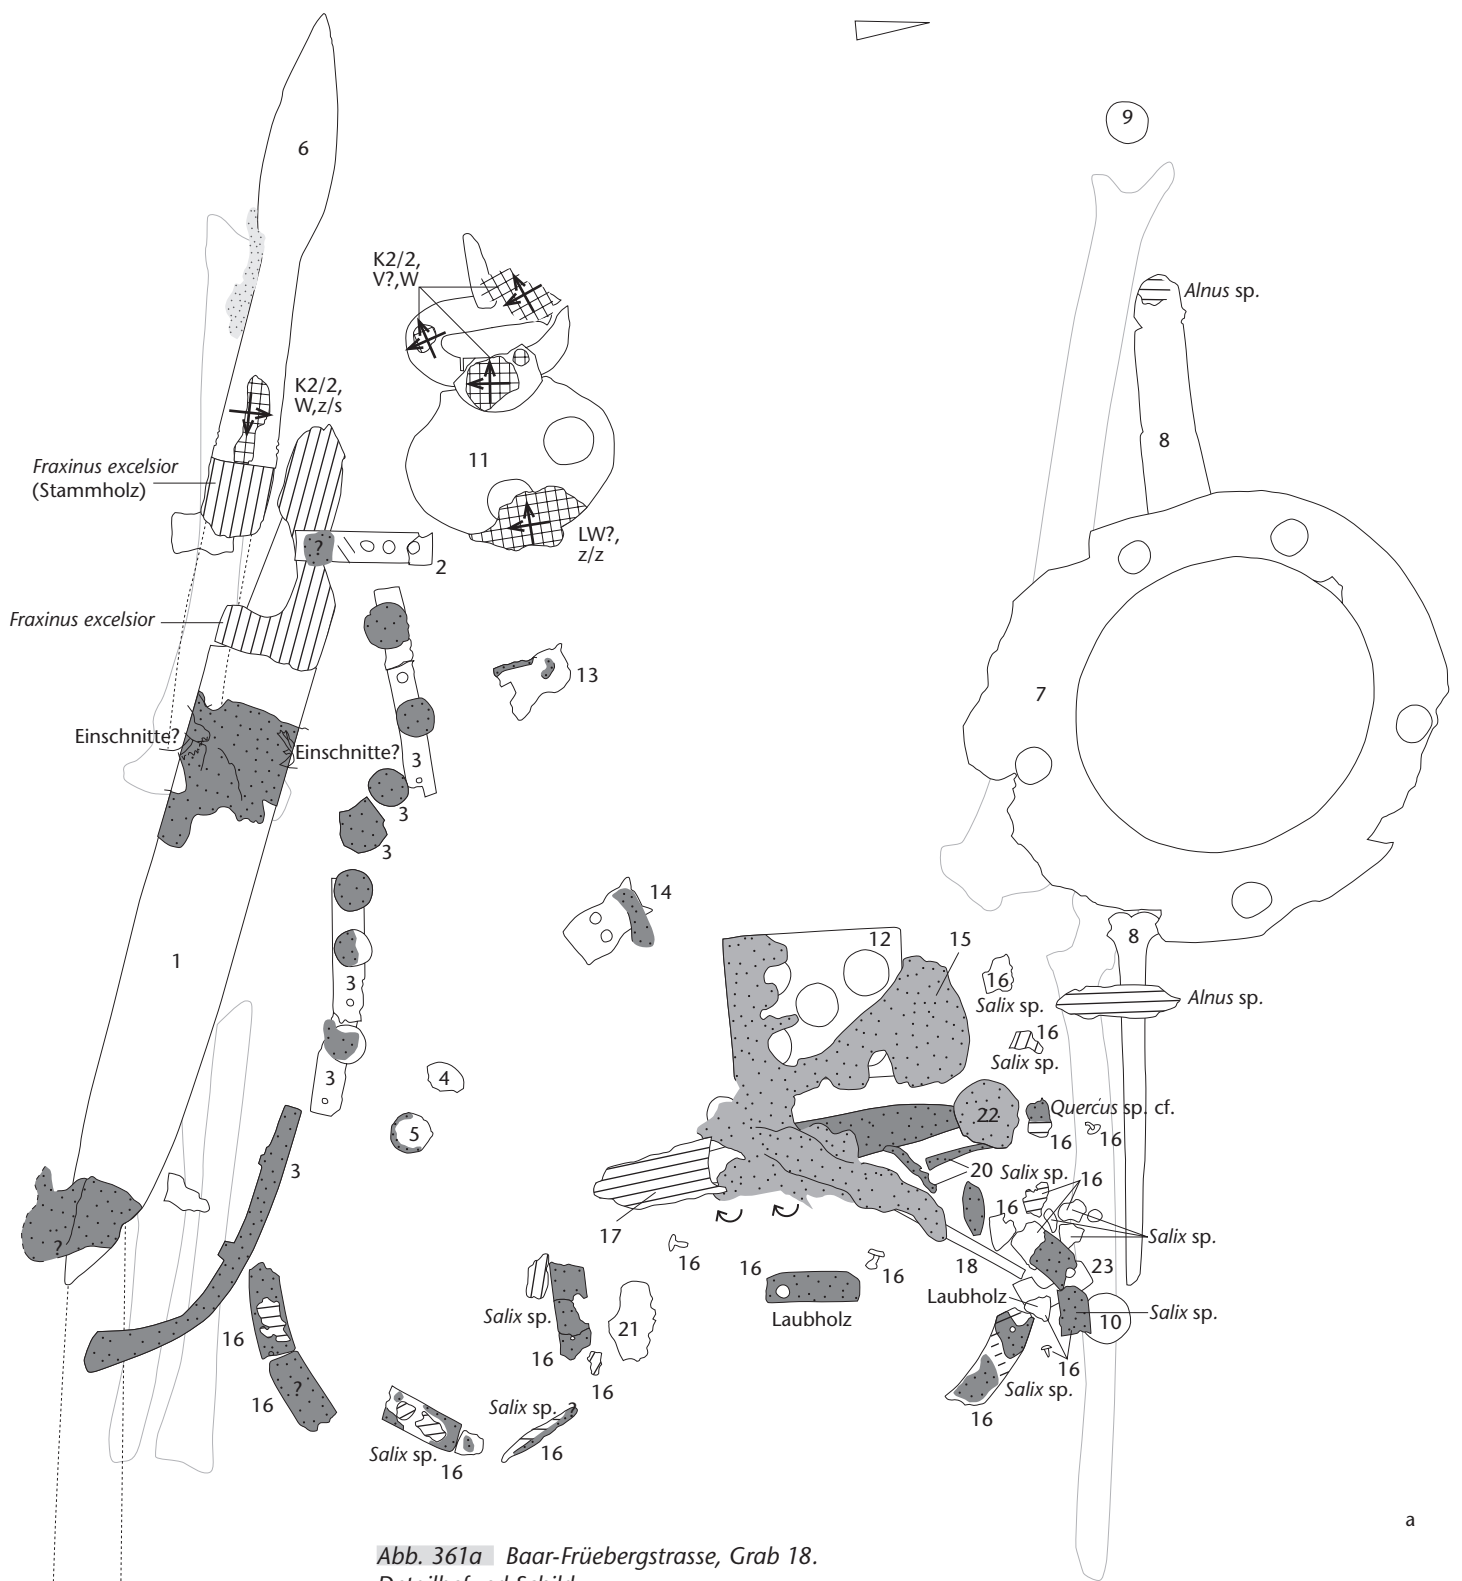 6
9
K2/2,
V?,W
Alnus sp.
K2/2,
W,z/s
8
11
Fraxinus excelsior
(Stammholz)
LW?,
z/z
?
2
Fraxinus excelsior
13
7
Einschnitte?
Einschnitte?
3
3
3
14
12
15
8
1
16
3
Salix sp.
Alnus sp.
16
Salix sp.
4
3
22
Quercus sp. cf.
5
16
16
3
20
Salix sp.
16
16
17
Salix sp.
?
16
16
16
18
23
Laubholz
Salix sp.
Salix sp.
Laubholz
10
21
16
16
16
16
?
Salix sp.
16
16
Salix sp. ?
Salix sp.
16
16
a
Abb. 361a Baar-Früebergstrasse, Grab 18.